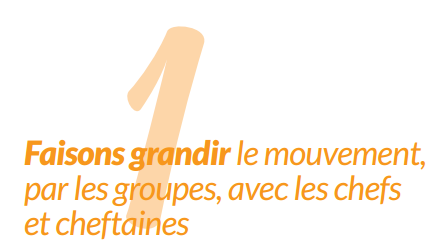 1
Faisons grandir le mouvement,
par les groupes, avec les chefs
et cheftaines